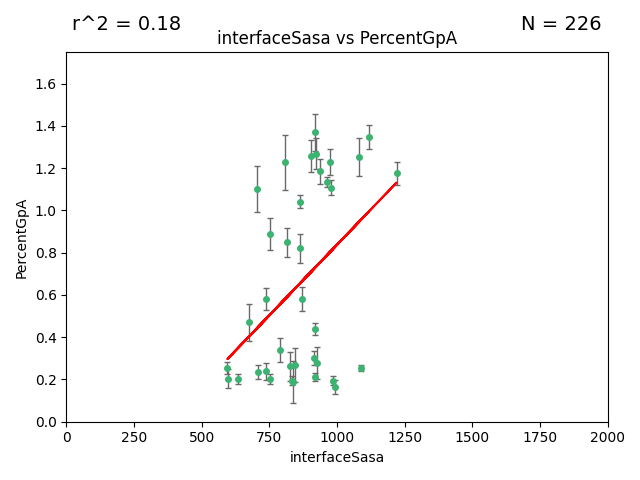 r^2 = 0.18
N = 226
interfaceSasa vs PercentGpA
PercentGpA
1.6
1.4
1.2
1.0
0.8
0.6
0.4
0.2
0.0
0 250 500 750 1000 1250 1500 1750 2000
interfaceSasa